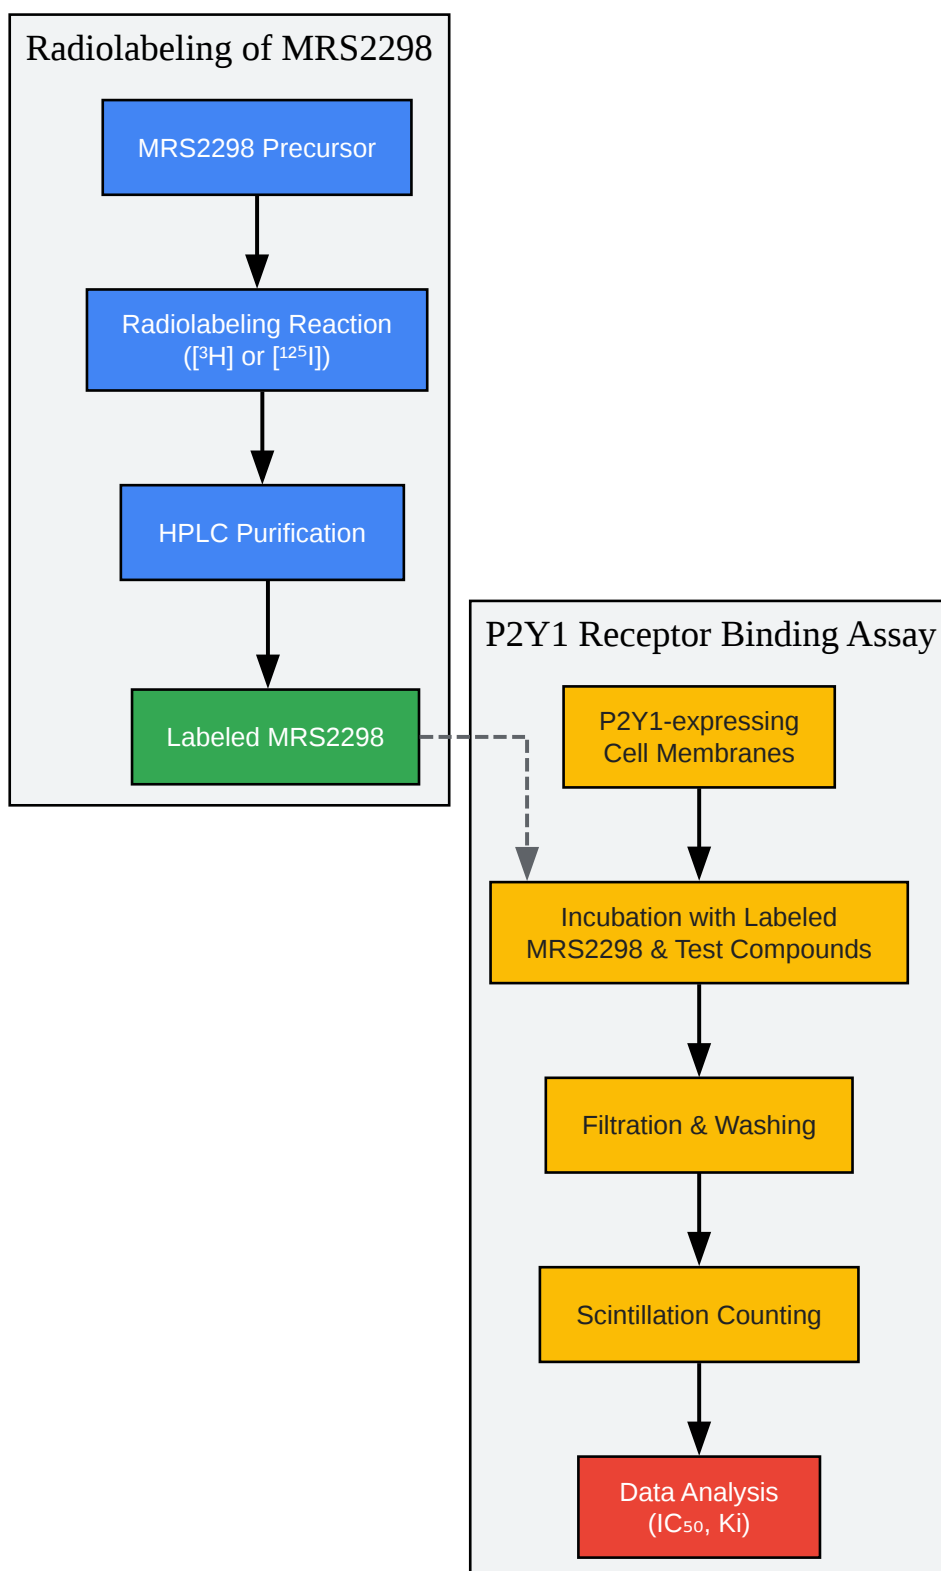 Radiolabeling of MRS2298
MRS2298 Precursor
Radiolabeling Reaction
([³H] or [¹²⁵I])
HPLC Purification
Labeled MRS2298
P2Y1 Receptor Binding Assay
P2Y1-expressing
Cell Membranes
Incubation with Labeled
MRS2298 & Test Compounds
Filtration & Washing
Scintillation Counting
Data Analysis
(IC₅₀, Ki)